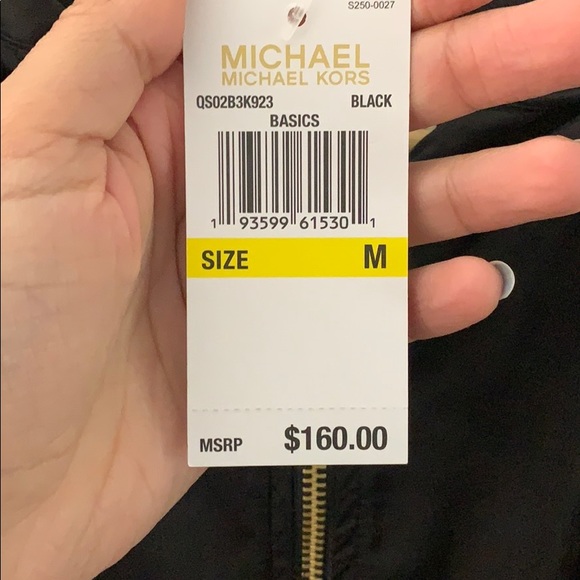 S250-0027
MICHAEL
MICHAEL KORS
QS02B3K923 BLACK
BASICS
1 93599 61530 1
SIZE M
MSRP $160.00